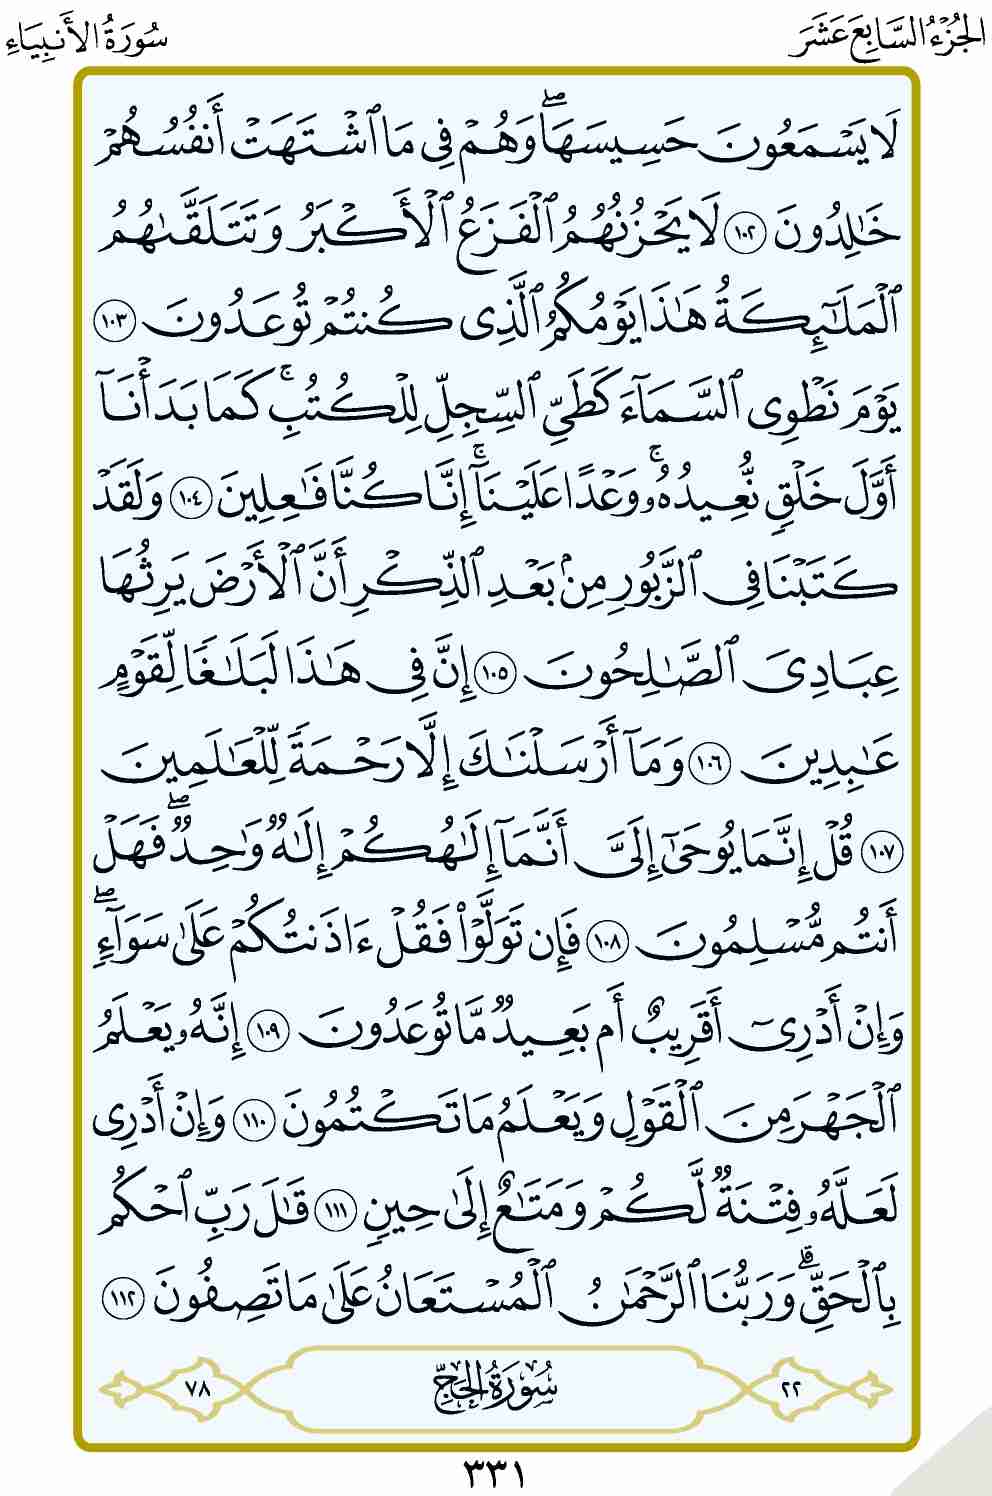 الجُزْءُ السَّابِعَ عَشَرَ
سُورَةُ الأَنبِيَاءِ
لَا يَسْمَعُونَ حَسِيسَهَاۖ وَهُمْ فِي مَا ٱشْتَهَتْ أَنفُسُهُمْ
خَٰلِدُونَ ١٠٢ لَا يَحْزُنُهُمُ ٱلْفَزَعُ ٱلْأَكْبَرُ وَتَتَلَقَّىٰهُمُ
ٱلْمَلَٰٓئِكَةُ هَٰذَا يَوْمُكُمُ ٱلَّذِى كُنتُمْ تُوعَدُونَ ١٠٣
يَوْمَ نَطْوِى ٱلسَّمَآءَ كَطَىِّ ٱلسِّجِلِّ لِلْكُتُبِۚ كَمَا بَدَأْنَآ
أَوَّلَ خَلْقٍ نُّعِيدُهُۥۚ وَعْدًا عَلَيْنَآۚ إِنَّا كُنَّا فَٰعِلِينَ ١٠٤ وَلَقَدْ
كَتَبْنَا فِى ٱلزَّبُورِ مِنۢ بَعْدِ ٱلذِّكْرِ أَنَّ ٱلْأَرْضَ يَرِثُهَا
عِبَادِىَ ٱلصَّٰلِحُونَ ١٠٥ إِنَّ فِى هَٰذَا لَبَلَٰغًا لِّقَوْمٍ
عَٰبِدِينَ ١٠٦ وَمَآ أَرْسَلْنَٰكَ إِلَّا رَحْمَةً لِّلْعَٰلَمِينَ
١٠٧ قُلْ إِنَّمَا يُوحَىٰٓ إِلَىَّ أَنَّمَآ إِلَٰهُكُمْ إِلَٰهٌ وَٰحِدٌۖ فَهَلْ
أَنتُم مُّسْلِمُونَ ١٠٨ فَإِن تَوَلَّوْا۟ فَقُلْ ءَاذَنتُكُمْ عَلَىٰ سَوَآءٍۖ
وَإِنْ أَدْرِىٓ أَقَرِيبٌ أَم بَعِيدٌ مَّا تُوعَدُونَ ١٠٩ إِنَّهُۥ يَعْلَمُ
ٱلْجَهْرَ مِنَ ٱلْقَوْلِ وَيَعْلَمُ مَا تَكْتُمُونَ ١١٠ وَإِنْ أَدْرِى
لَعَلَّهُۥ فِتْنَةٌ لَّكُمْ وَمَتَٰعٌ إِلَىٰ حِينٍ ١١١ قَٰلَ رَبِّ ٱحْكُم
بِٱلْحَقِّۗ وَرَبُّنَا ٱلرَّحْمَٰنُ ٱلْمُسْتَعَانُ عَلَىٰ مَا تَصِفُونَ ١١٢
٢٢ سُورَةُ الحَجِّ ٧٨
٣٣١